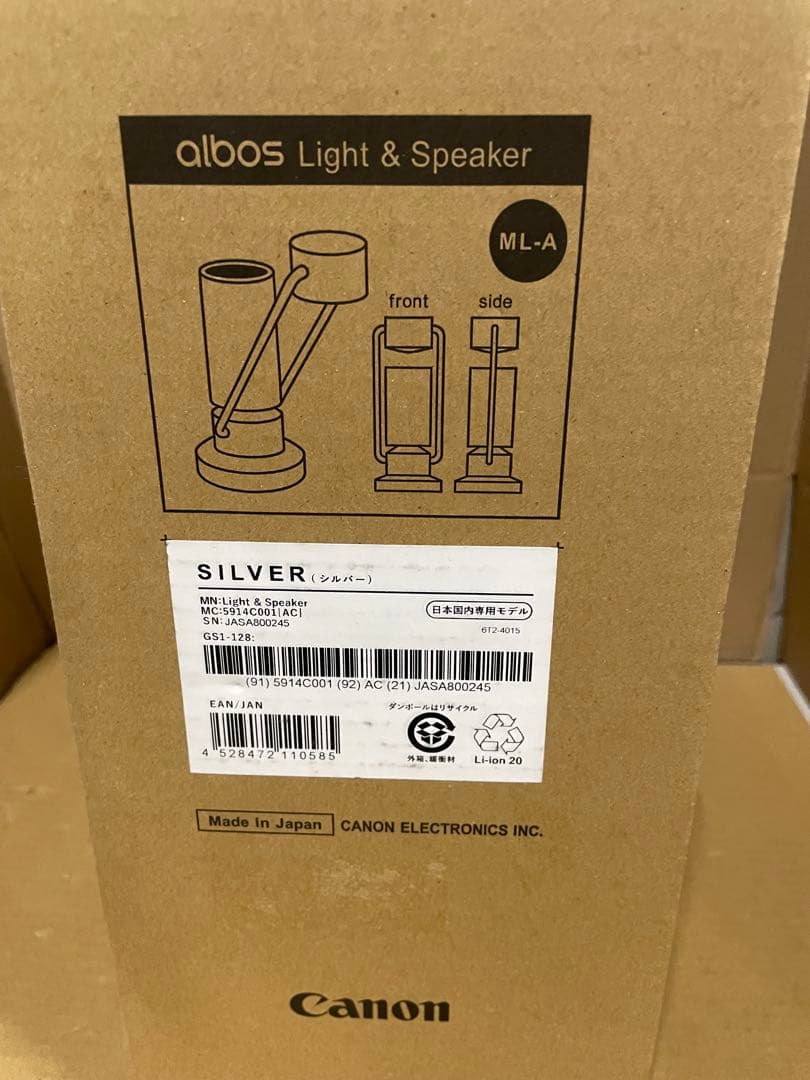 albos Light & Speaker
ML-A
front
side
SILVER(シルバー)
MN:Light & Speaker
MC:5914C001[AC]
SN:JASA800245
日本国内専用モデル
6T2-4015
GS1-128:
(91) 5914C001 (92) AC (21) JASA800245
EAN/JAN
4 528472 110585
ダンボールはリサイクル
外箱、緩衝材
Li-ion 20
Made in Japan CANON ELECTRONICS INC.
Canon